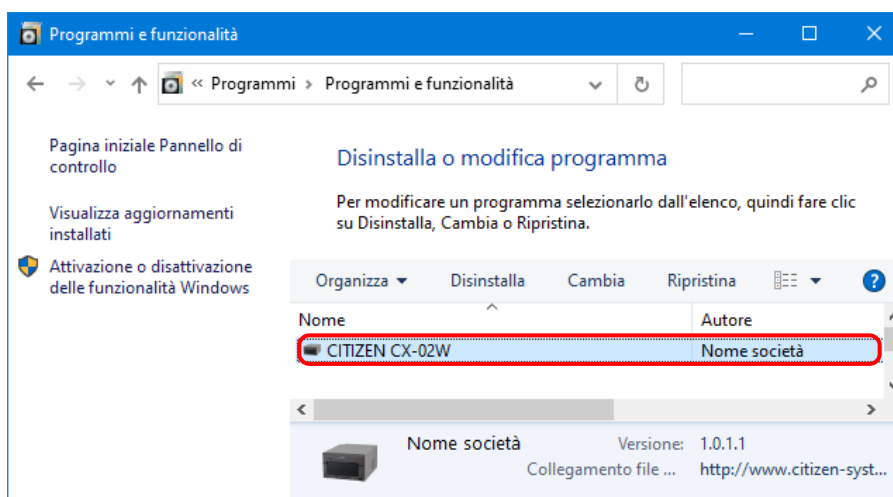 Programmi e funzionalità
« Programmi > Programmi e funzionalità
Pagina iniziale Pannello di
controllo
Visualizza aggiornamenti
installati
Attivazione o disattivazione
delle funzionalità Windows
Disinstalla o modifica programma
Per modificare un programma selezionarlo dall'elenco, quindi fare clic
su Disinstalla, Cambia o Ripristina.
Organizza Disinstalla Cambia Ripristina ?
Nome Autore
CITIZEN CX-02W Nome società
Nome società Versione: 1.0.1.1
Collegamento file ... http://www.citizen-syst...